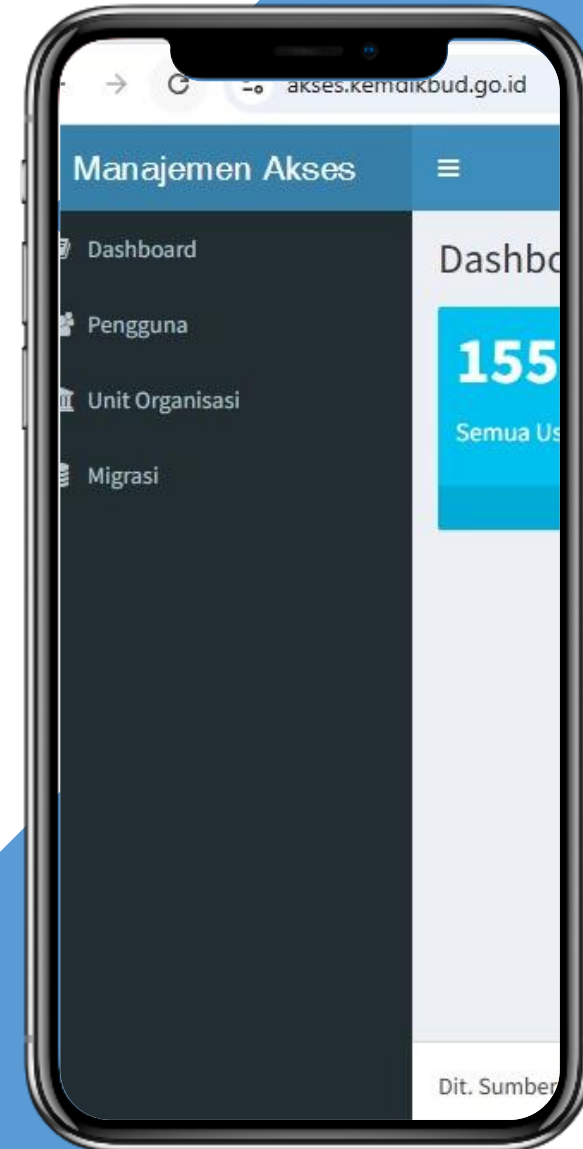 akses.kemdikbud.go.id
Manajemen Akses
Dashboard
Pengguna
Unit Organisasi
Migrasi
Dashbo
155
Semua Us
Dit. Sumber